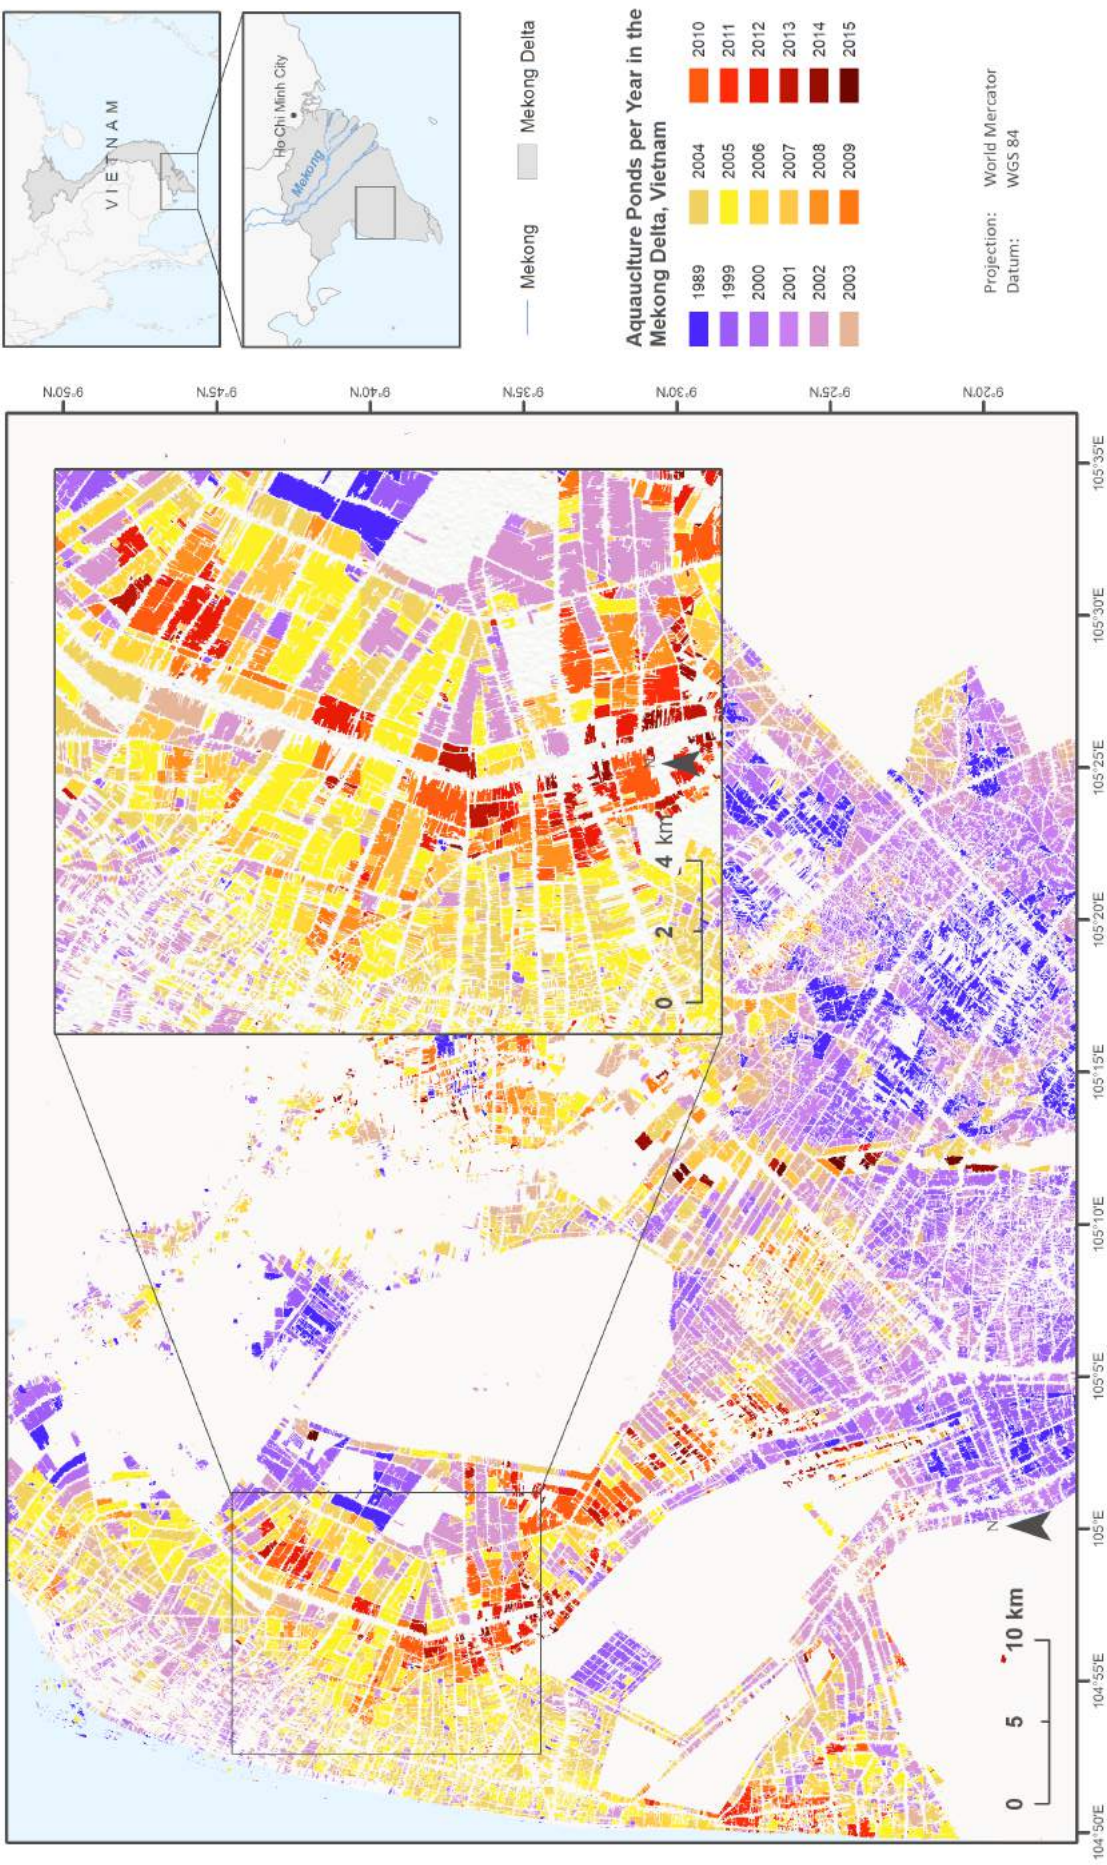 VIETNAM
Ho Chi Minh City
Mekong
Mekong
Mekong Delta
Aquauclture Ponds per Year in the
Mekong Delta, Vietnam
1989
1999
2000
2001
2002
2003
2004
2005
2006
2007
2008
2009
2010
2011
2012
2013
2014
2015
Projection: World Mercator
Datum: WGS 84
9°50'N
9°45'N
9°40'N
9°35'N
9°30'N
9°25'N
9°20'N
104°50'E
104°55'E
105°E
105°5'E
105°10'E
105°15'E
105°20'E
105°25'E
105°30'E
105°35'E
0 2 4 km
N
0 5 10 km
N